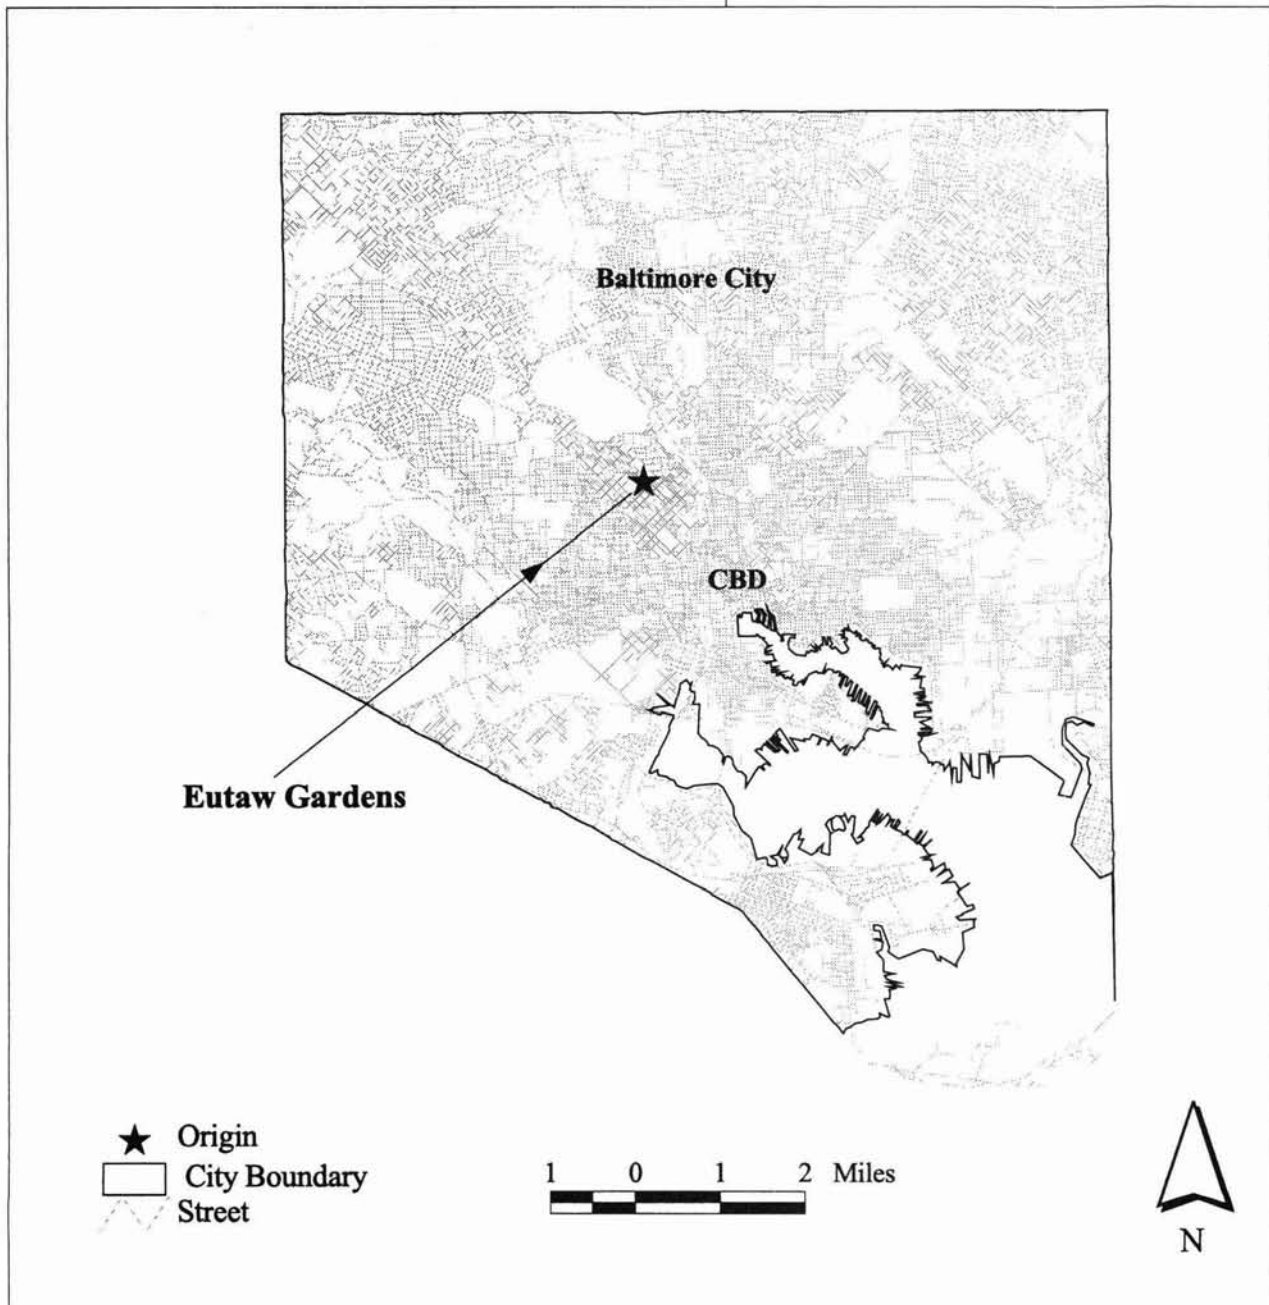 Baltimore City
CBD
Eutaw Gardens
Origin
City Boundary
Street
1 0 1 2 Miles
N